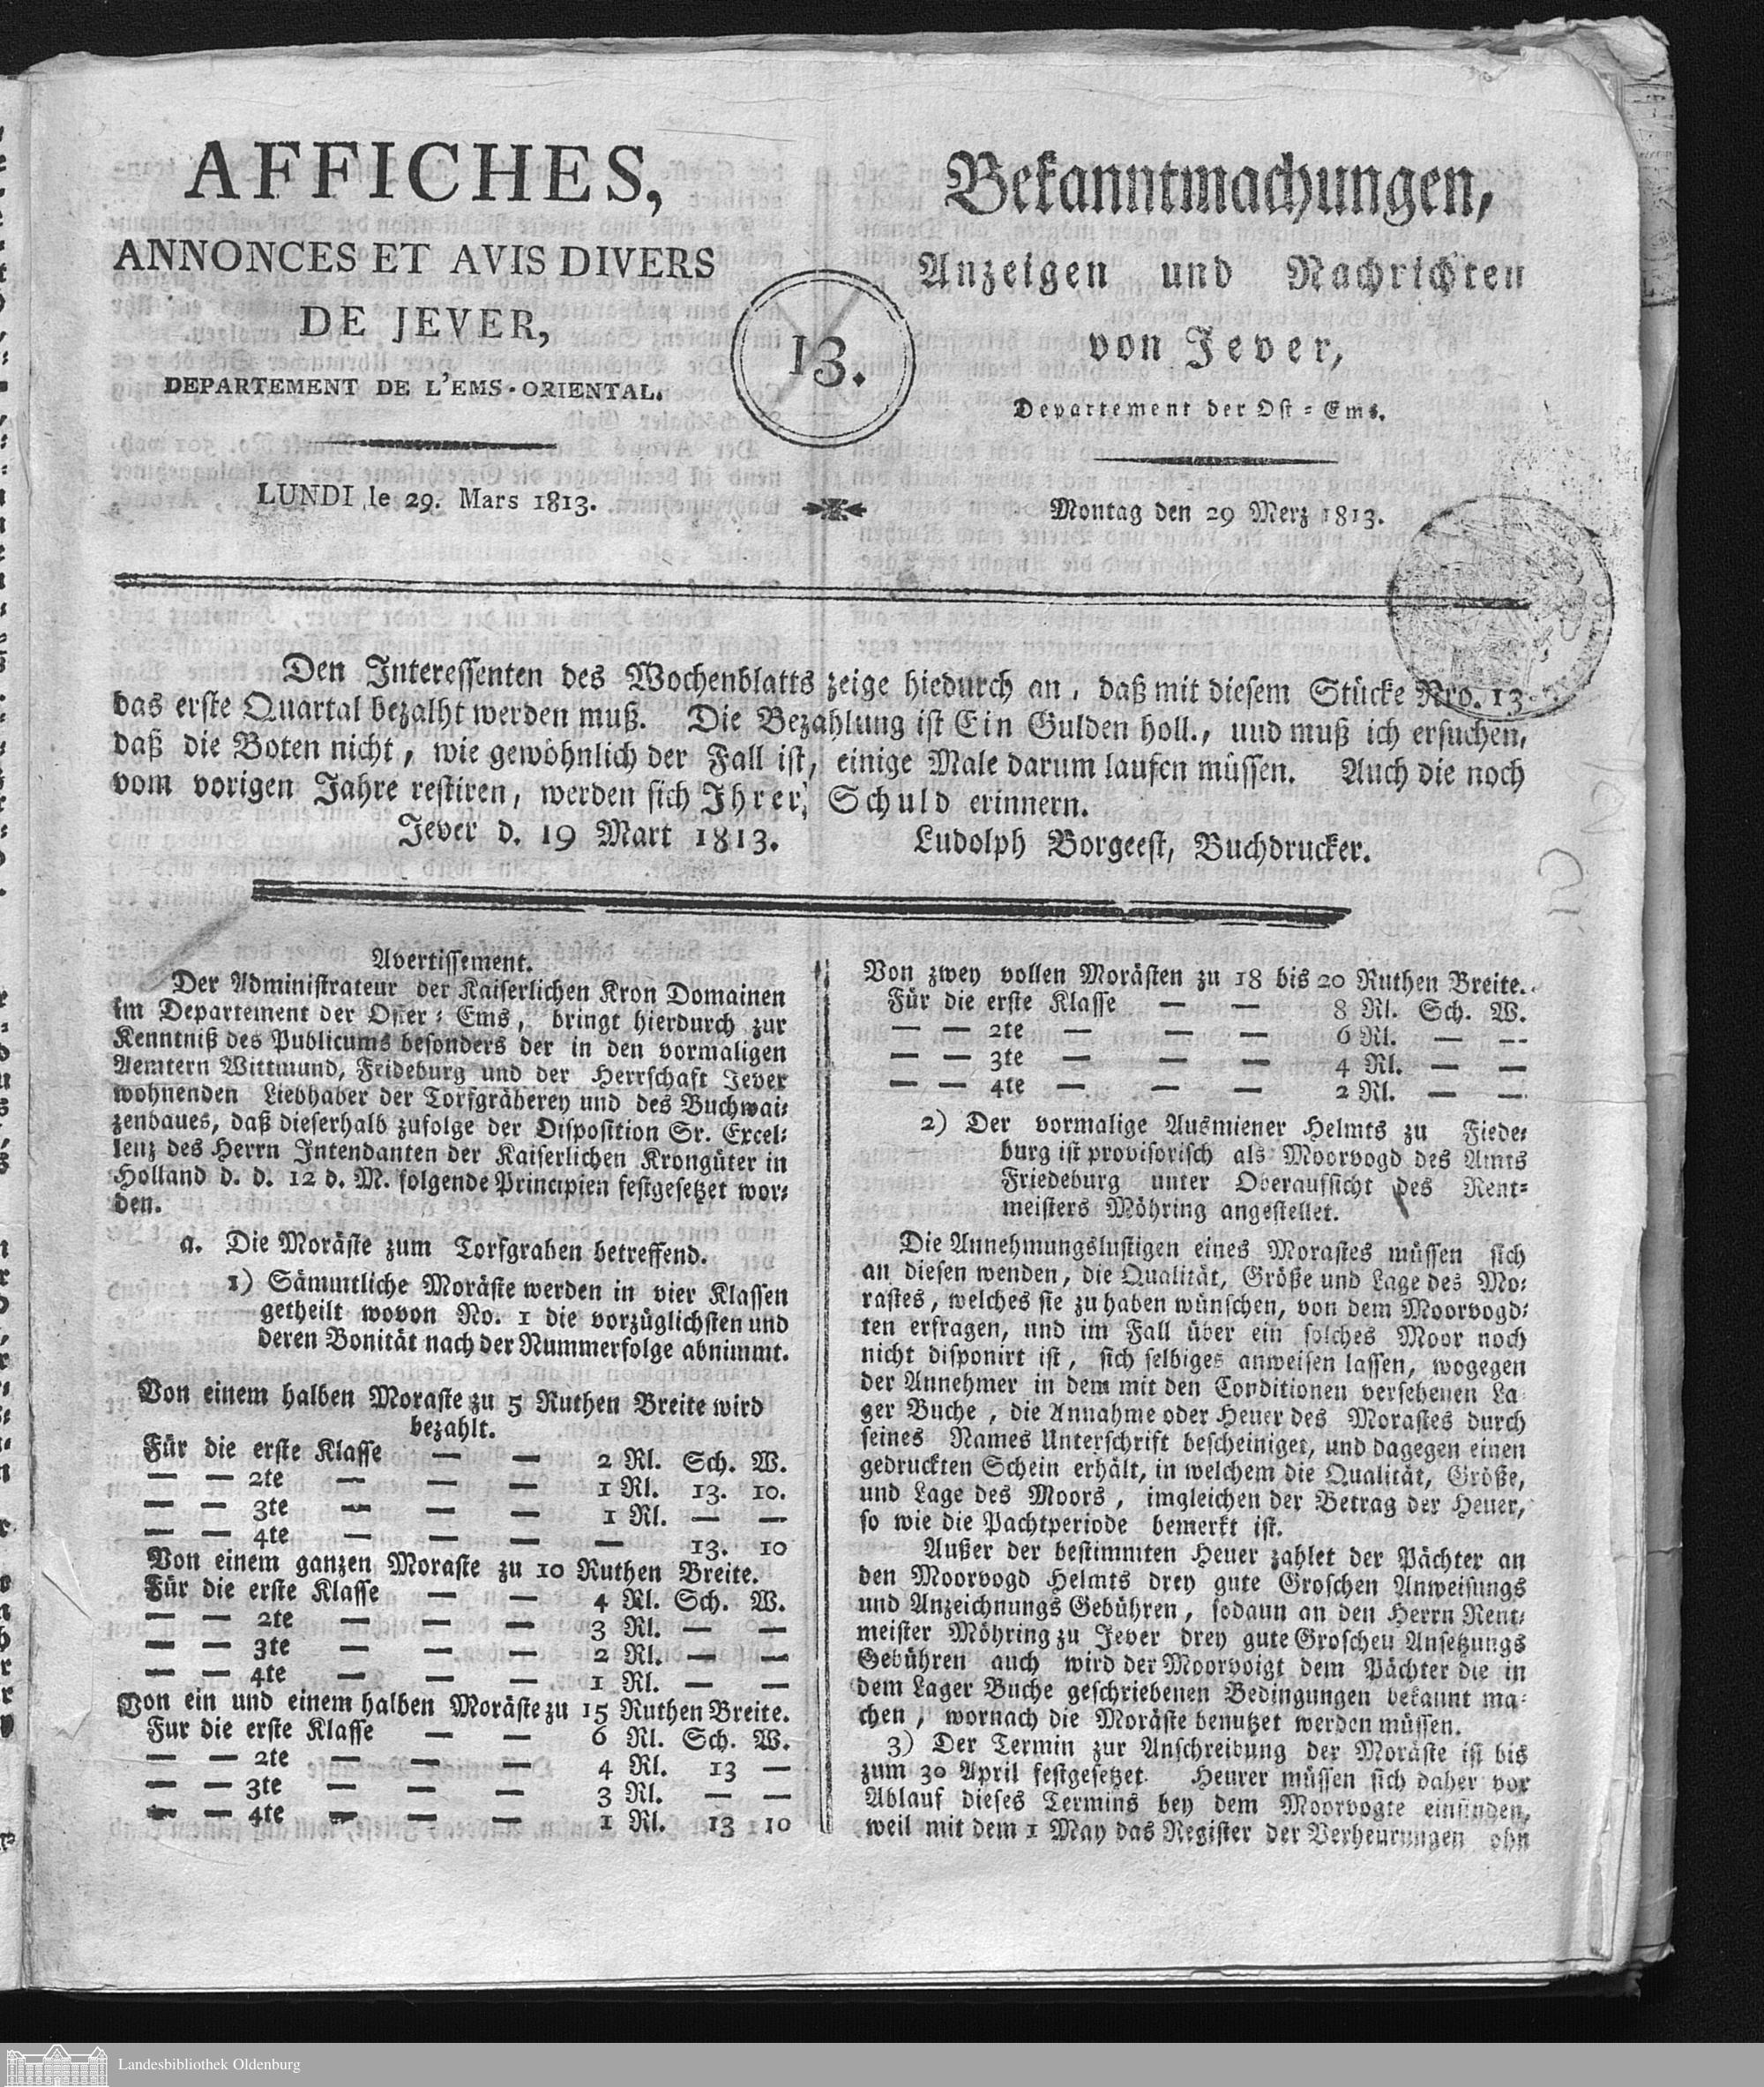 AFFICHES,
ANNONCES ET AVIS DIVERS
DE JEVER,
DEPARTEMENT DE L'EMS-ORIENTAL.
LUNDI le 29. Mars 1813.
13.
Bekanntmachungen,
Anzeigen und Nachrichten
von Jever,
Departement der Ost-Ems.
Montag den 29 Merz 1813.
Den Interessenten des Wochenblatts zeige hiedurch an, daß mit diesem Stücke Nro. 13.
das erste Quartal bezalht werden muß. Die Bezahlung ist Ein Gulden holl., und muß ich ersuchen,
daß die Boten nicht, wie gewöhnlich der Fall ist, einige Male darum laufen müssen. Auch die noch
vom vorigen Jahre restiren, werden sich Ihrer, Schuld erinnern.
Jever d. 19 Mart 1813. Ludolph Borgeest, Buchdrucker.
Avertissement.
Der Administrateur der Kaiserlichen Kron Domainen
im Departement der Oster-Ems, bringt hierdurch zur
Kenntniß des Publicums besonders der in den vormaligen
Aemtern Wittmund, Frideburg und der Herrschaft Jever
wohnenden Liebhaber der Torfgräberey und des Buchwai-
zenbaues, daß dieserhalb zufolge der Disposition Sr. Excel-
lenz des Herrn Intendanten der Kaiserlichen Krongüter in
Holland d. d. 12 d. M. folgende Principien festgesetzet wor-
den.
a. Die Moräste zum Torfgraben betreffend.
1) Sämmtliche Moräste werden in vier Klassen
getheilt wovon No. 1 die vorzüglichsten und
deren Bonität nach der Nummerfolge abnimmt.
Von einem halben Moraste zu 5 Ruthen Breite wird
bezahlt.
Für die erste Klasse — — 2 Rl. Sch. W.
— — 2te — — — 1 Rl. 13. 10.
— — 3te — — — 1 Rl. — —
— — 4te — — — — 13. 10
Von einem ganzen Moraste zu 10 Ruthen Breite.
Für die erste Klasse — — 4 Rl. Sch. W.
— — 2te — — — 3 Rl. — —
— — 3te — — — 2 Rl. — —
— — 4te — — — 1 Rl. — —
Von ein und einem halben Moräste zu 15 Ruthen Breite.
Fur die erste Klasse — — 6 Rl. Sch. W.
— — 2te — — — 4 Rl. 13 —
— — 3te — — — 3 Rl. — —
— — 4te — — — 1 Rl. 13 10
Von zwey vollen Morästen zu 18 bis 20 Ruthen Breite.
Für die erste Klasse — — 8 Rl. Sch. W.
— — 2te — — — 6 Rl. — —
— — 3te — — — 4 Rl. — —
— — 4te — — — 2 Rl. — —
2) Der vormalige Ausmiener Helmts zu Fiede-
burg ist provisorisch als Moorvogd des Amts
Friedeburg unter Oberaufsicht des Rent-
meisters Möhring angestellet.
Die Annehmungslustigen eines Morastes müssen sich
an diesen wenden, die Qualität, Größe und Lage des Mo-
rastes, welches sie zu haben wünschen, von dem Moorvogd-
ten erfragen, und im Fall über ein solches Moor noch
nicht disponirt ist, sich selbiges anweisen lassen, wogegen
der Annehmer in dem mit den Conditionen versehenen La-
ger Buche, die Annahme oder Heuer des Morastes durch
seines Names Unterschrift bescheiniget, und dagegen einen
gedruckten Schein erhält, in welchem die Qualität, Größe,
und Lage des Moors, imgleichen der Betrag der Heuer,
so wie die Pachtperiode bemerkt ist.
Außer der bestimmten Heuer zahlet der Pächter an
den Moorvogd Helmts drey gute Groschen Anweisungs
und Anzeichnungs Gebühren, sodann an den Herrn Rent-
meister Möhring zu Jever drey gute Groschen Ansetzungs
Gebühren auch wird der Moorvoigt dem Pächter die in
dem Lager Buche geschriebenen Bedingungen bekannt ma-
chen, wornach die Moräste benutzet werden müssen.
3) Der Termin zur Anschreibung der Moräste ist bis
zum 30 April festgesetzet. Heurer müssen sich daher vor
Ablauf dieses Termins bey dem Moorvogte einfinden,
weil mit dem 1 May das Register der Verheurungen ohn
Landesbibliothek Oldenburg